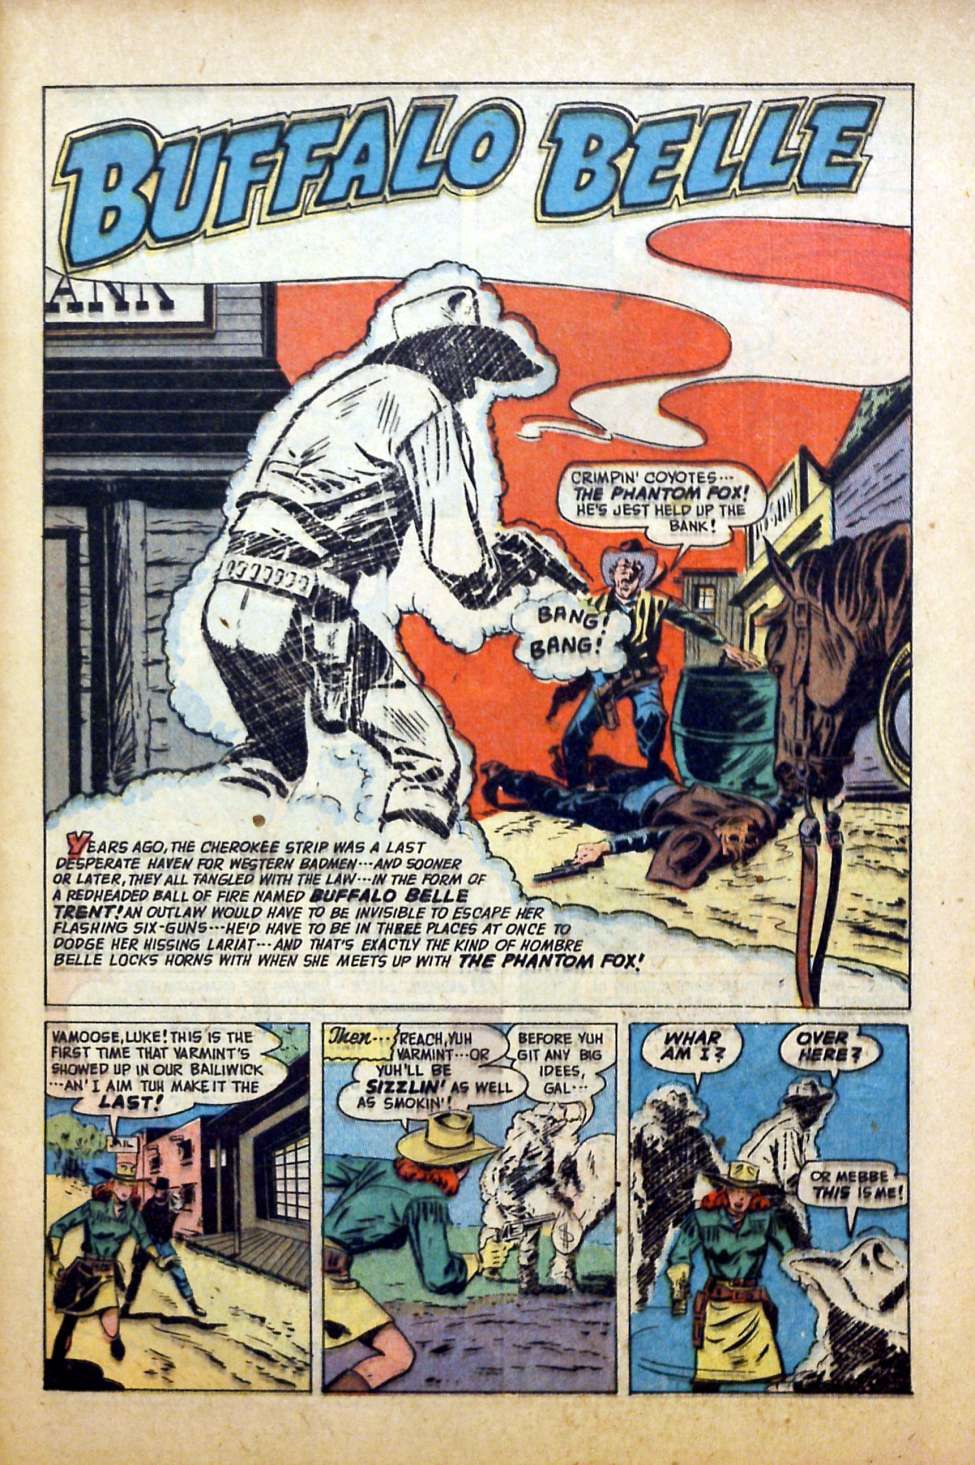 BUFFALO BELLE
ANK
CRIMPIN' COYOTES...
THE PHANTOM FOX!
HE'S JEST HELD UP THE
BANK!
BANG!
BANG!
YEARS AGO, THE CHEROKEE STRIP WAS A LAST
DESPERATE HAVEN FOR WESTERN BADMEN...AND SOONER
OR LATER, THEY ALL TANGLED WITH THE LAW...IN THE FORM OF
A REDHEADED BALL OF FIRE NAMED BUFFALO BELLE
TRENT! AN OUTLAW WOULD HAVE TO BE INVISIBLE TO ESCAPE HER
FLASHING SIX-GUNS...HE'D HAVE TO BE IN THREE PLACES AT ONCE TO
DODGE HER HISSING LARIAT...AND THAT'S EXACTLY THE KIND OF HOMBRE
BELLE LOCKS HORNS WITH WHEN SHE MEETS UP WITH THE PHANTOM FOX!
VAMOOSE, LUKE! THIS IS THE
FIRST TIME THAT VARMINT'S
SHOWED UP IN OUR BAILIWICK
...AN' I AIM TUH MAKE IT THE
LAST!
JAIL
Then...
REACH, YUH
VARMINT...OR
YUH'LL BE
SIZZLIN' AS WELL
AS SMOKIN'!
BEFORE YUH
GIT ANY BIG
IDEES,
GAL...
$
WHAR
AM I?
OVER
HERE?
OR MEBBE
THIS IS ME!